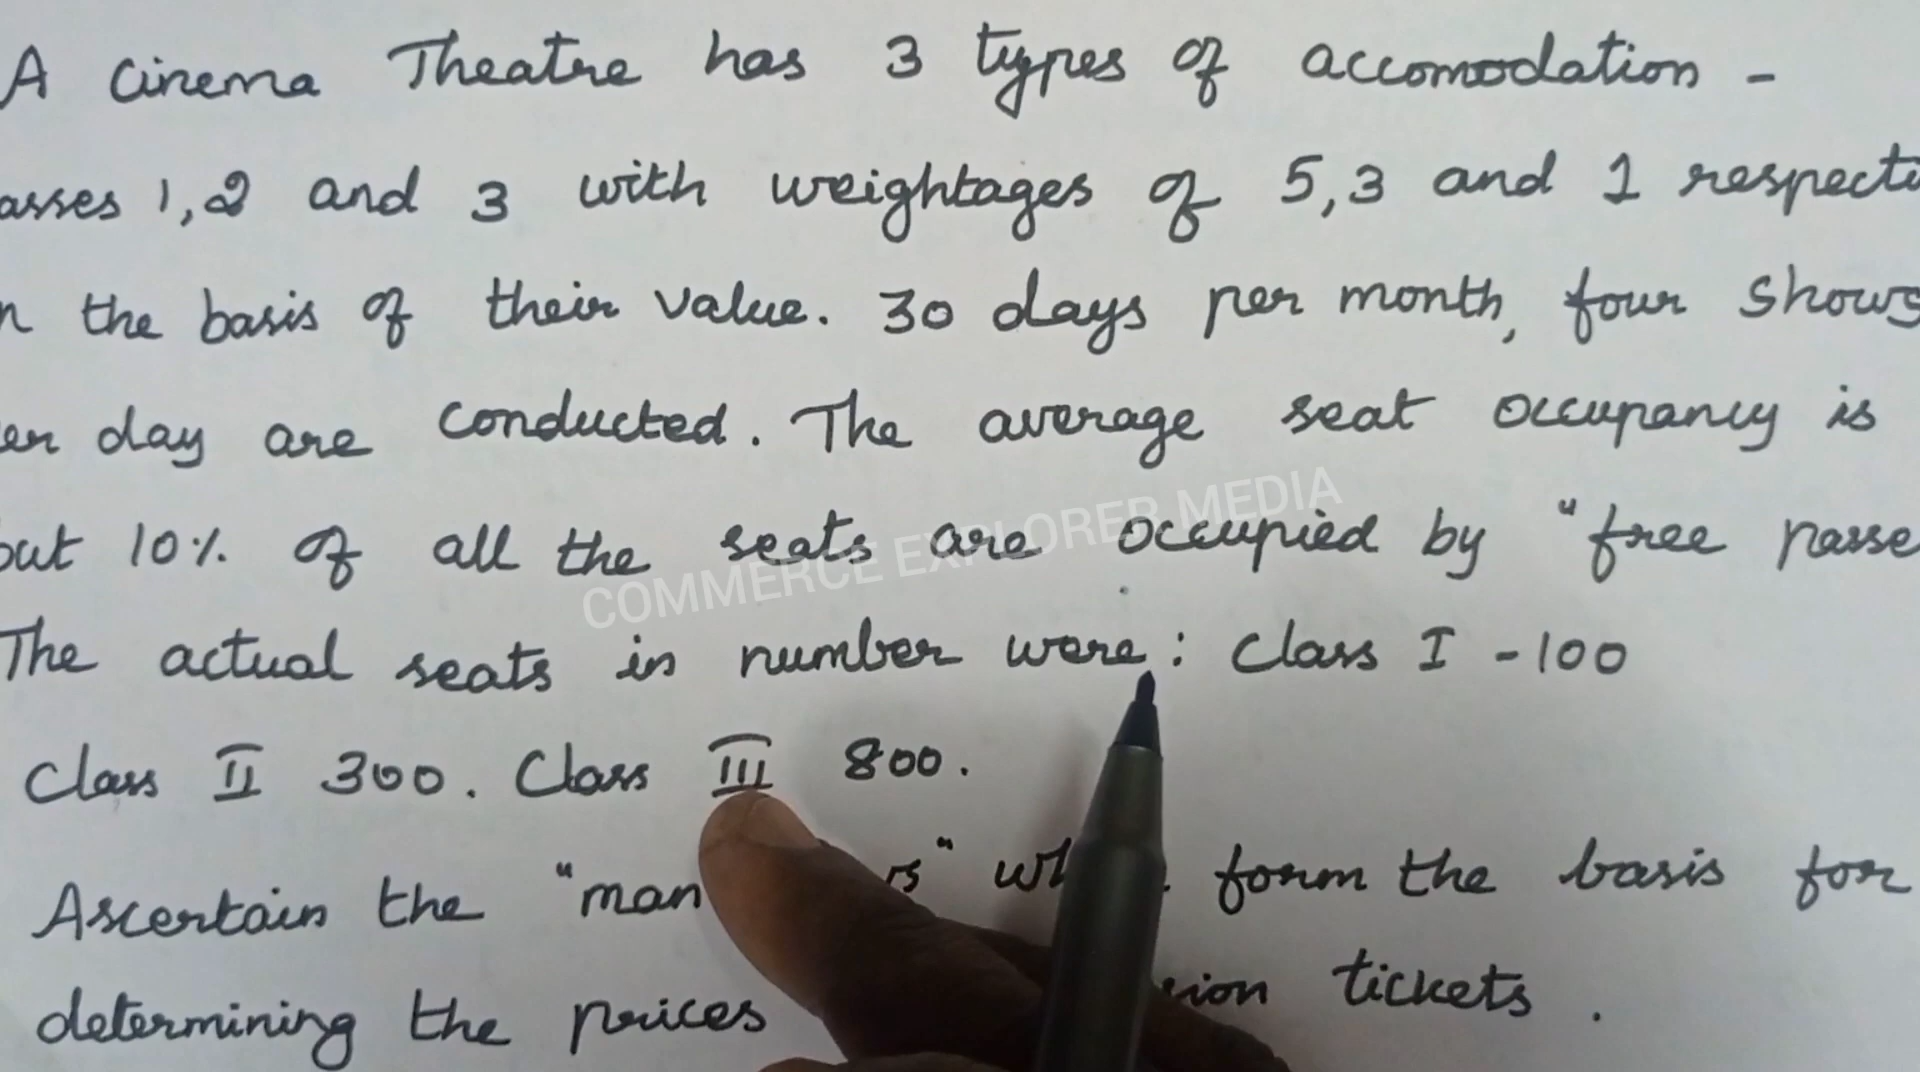 A Cinema Theatre has 3 types of accomodation -
asses 1,2 and 3 with weightages of 5,3 and 1 respecti
n the basis of their value. 30 days per month, four Shows
er day are conducted. The average seat occupancy is
out 10% of all the seats are occupied by "free passe
The actual seats in number were: Class I - 100
Class II 300. Class III 800.
Ascertain the "man rs" wh form the basis for
determining the prices sion tickets.
COMMERCE EXPLORER MEDIA